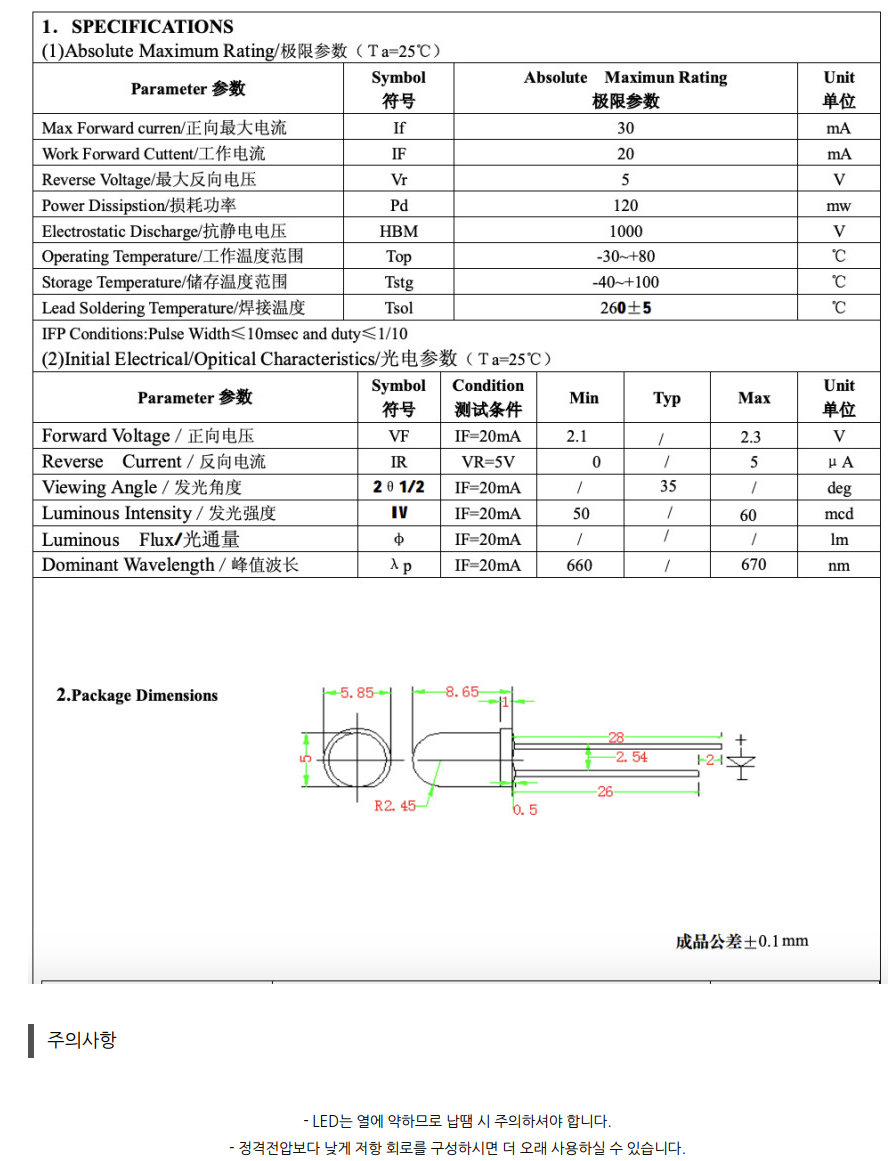 1. SPECIFICATIONS
(1)Absolute Maximum Rating/极限参数（Ta=25℃）
Parameter 参数 Symbol 符号 Absolute Maximun Rating 极限参数 Unit 单位
Max Forward curren/正向最大电流 If 30 mA
Work Forward Cuttent/工作电流 IF 20 mA
Reverse Voltage/最大反向电压 Vr 5 V
Power Dissipstion/损耗功率 Pd 120 mw
Electrostatic Discharge/抗静电电压 HBM 1000 V
Operating Temperature/工作温度范围 Top -30~+80 ℃
Storage Temperature/储存温度范围 Tstg -40~+100 ℃
Lead Soldering Temperature/焊接温度 Tsol 260±5 ℃
IFP Conditions:Pulse Width≤10msec and duty≤1/10
(2)Initial Electrical/Opitical Characteristics/光电参数（Ta=25℃）
Parameter 参数 Symbol 符号 Condition 测试条件 Min Typ Max Unit 单位
Forward Voltage / 正向电压 VF IF=20mA 2.1 / 2.3 V
Reverse Current / 反向电流 IR VR=5V 0 / 5 μA
Viewing Angle / 发光角度 2θ1/2 IF=20mA / 35 / deg
Luminous Intensity / 发光强度 IV IF=20mA 50 / 60 mcd
Luminous Flux/光通量 ф IF=20mA / / / lm
Dominant Wavelength / 峰值波长 λp IF=20mA 660 / 670 nm
2.Package Dimensions
5.85 8.65
1
28
5 2.54 2
26
R2.45 0.5
成品公差±0.1mm
주의사항
- LED는 열에 약하므로 납땜 시 주의하셔야 합니다.
- 정격전압보다 낮게 저항 회로를 구성하시면 더 오래 사용하실 수 있습니다.